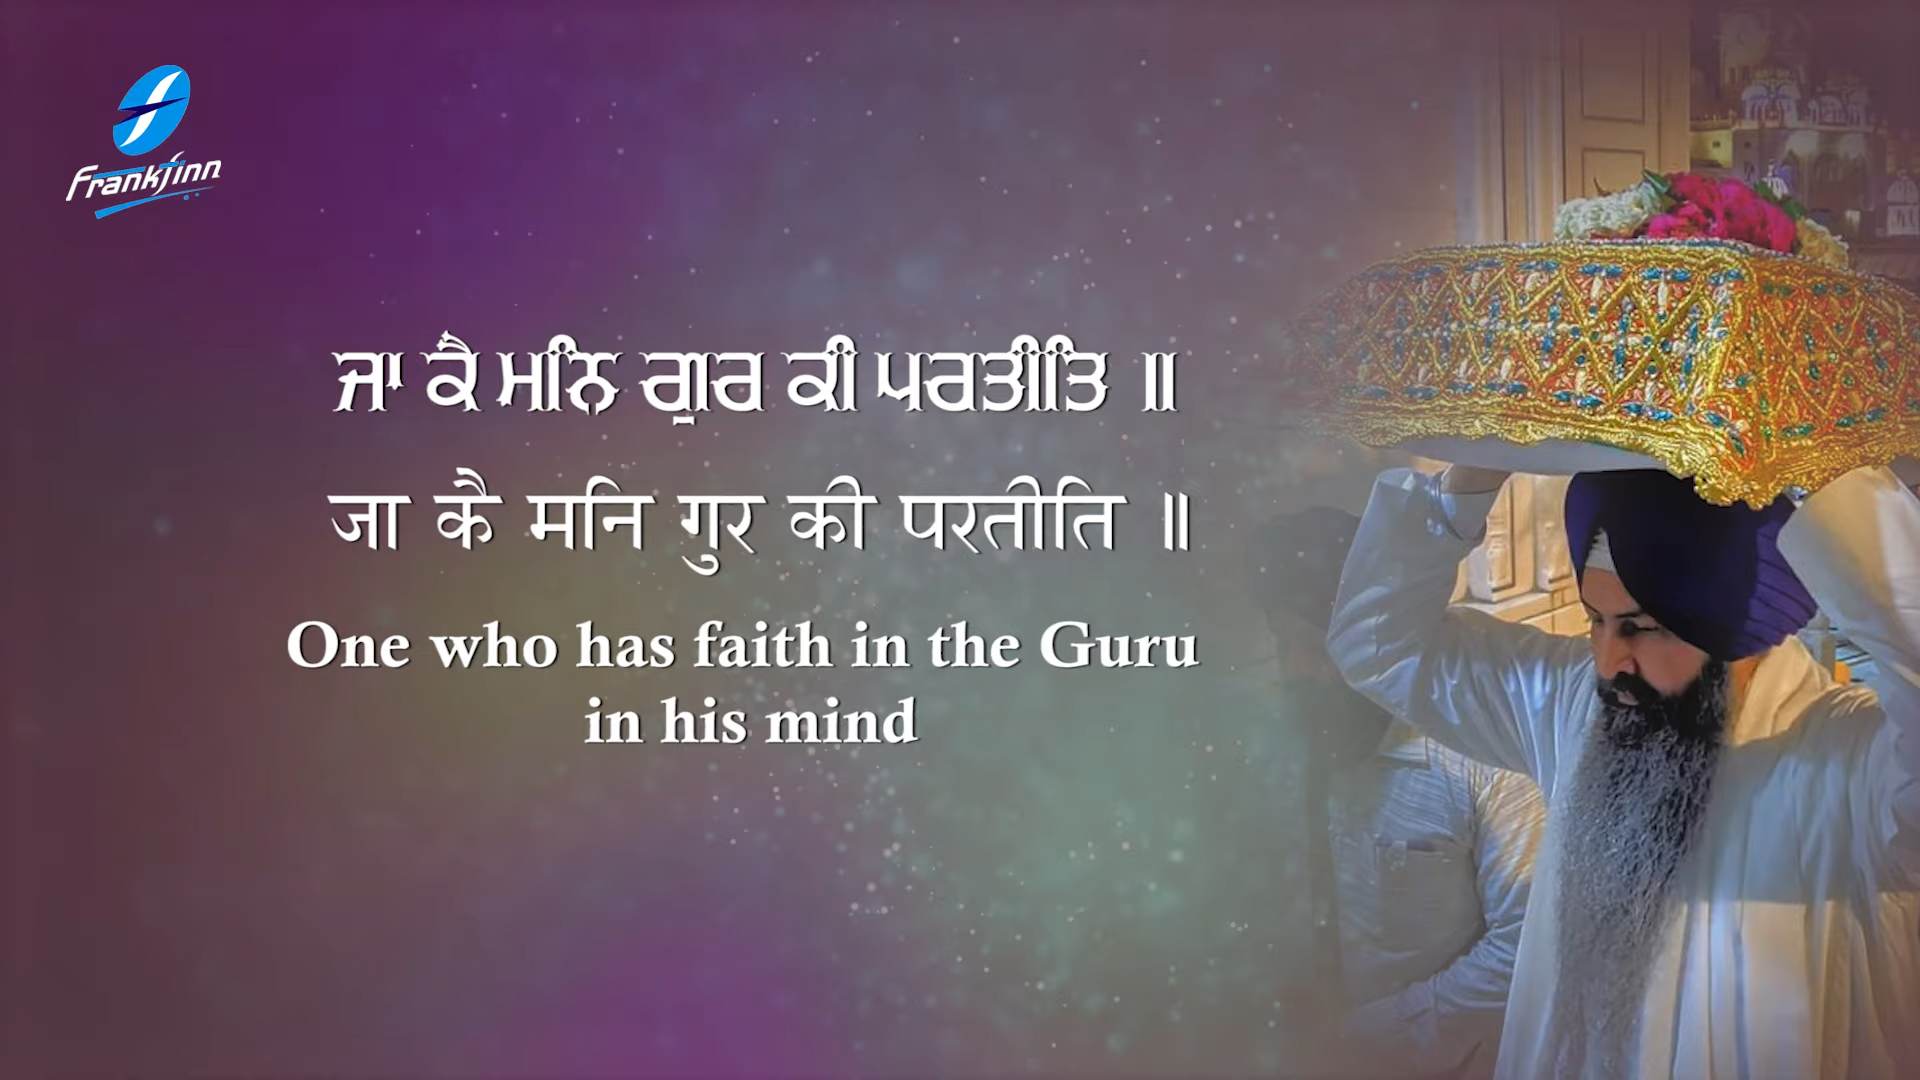 Frankfinn
ਜਾ ਕੈ ਮਨਿ ਗੁਰ ਕੀ ਪਰਤੀਤਿ ॥
जा कै मनि गुर की परतीति ॥
One who has faith in the Guru
in his mind